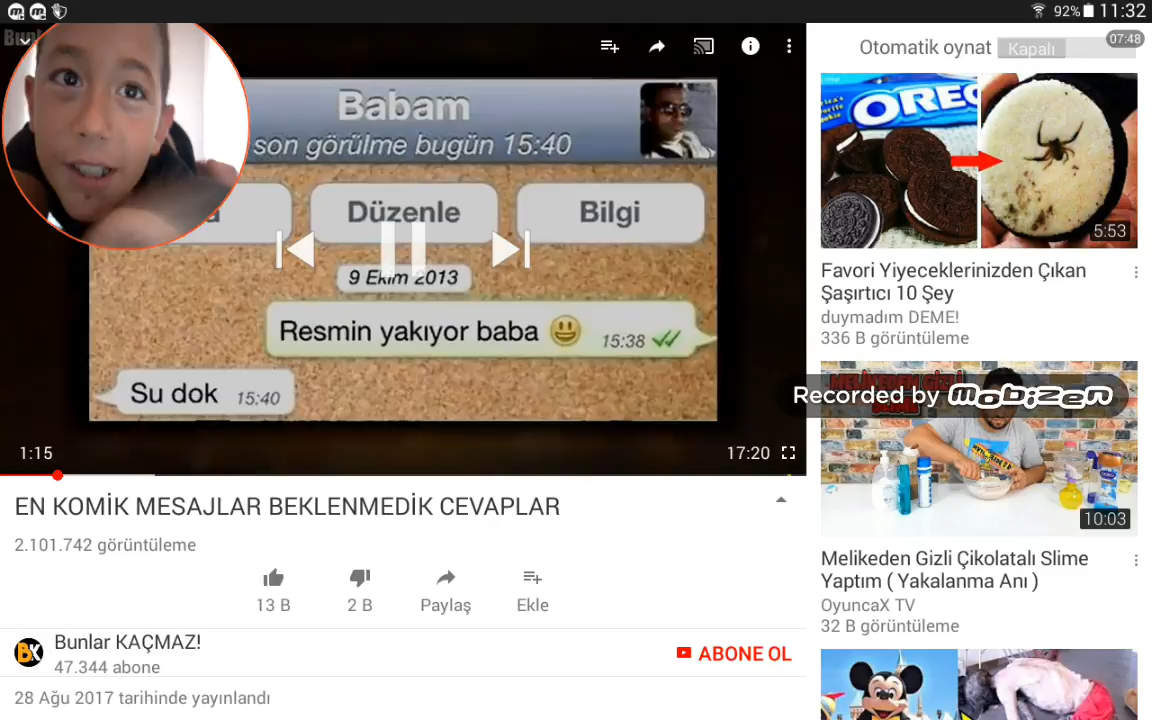 92% 11:32
Otomatik oynat Kapalı 07:48
Babam
son görülme bugün 15:40
Düzenle
Bilgi
9 Ekim 2013
Resmin yakıyor baba 15:38
Su dok 15:40
1:15
17:20
EN KOMİK MESAJLAR BEKLENMEDİK CEVAPLAR
2.101.742 görüntüleme
13 B
2 B
Paylaş
Ekle
BK
Bunlar KAÇMAZ!
47.344 abone
ABONE OL
28 Ağu 2017 tarihinde yayınlandı
OREO
5:53
Favori Yiyeceklerinizden Çıkan
Şaşırtıcı 10 Şey
duymadım DEME!
336 B görüntüleme
Recorded by mobizen
10:03
Melikeden Gizli Çikolatalı Slime
Yaptım ( Yakalanma Anı )
OyuncaX TV
32 B görüntüleme